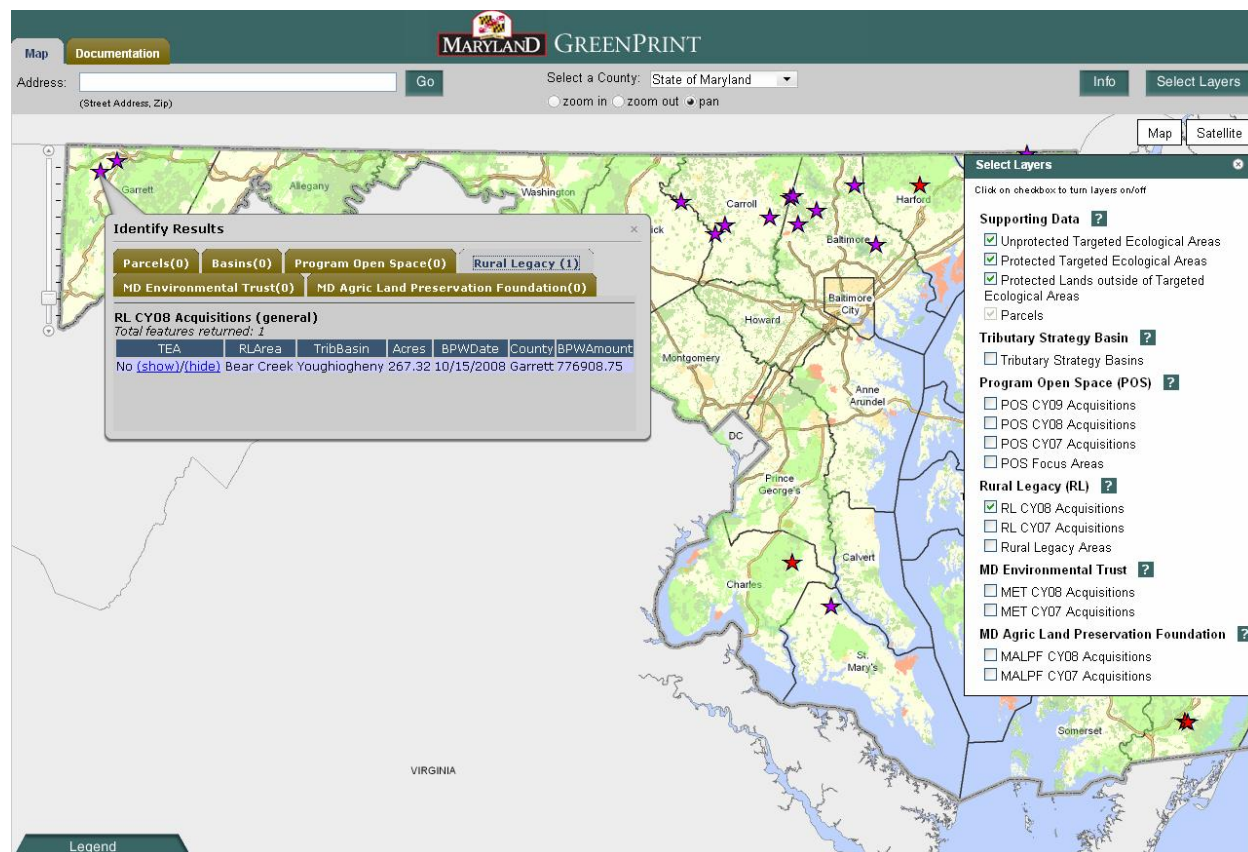 MARYLAND GREENPRINT
Map Documentation
Address: Go
(Street Address, Zip)
Select a County: State of Maryland
zoom in zoom out pan
Info Select Layers
Map Satellite
Garrett
Allegany
Washington
ick
Carroll
Baltimore
Harford
Baltimore
City
Howard
Montgomery
Anne
Arundel
DC
Prince
George's
Calvert
Charles
St.
Mary's
Somerset
VIRGINIA
Identify Results
Parcels(0) Basins(0) Program Open Space(0) Rural Legacy (1)
MD Environmental Trust(0) MD Agric Land Preservation Foundation(0)
RL CY08 Acquisitions (general)
Total features returned: 1
TEA RLArea TribBasin Acres BPWDate County BPWAmount
No (show)/(hide) Bear Creek Youghiogheny 267.32 10/15/2008 Garrett 776908.75
Select Layers
Click on checkbox to turn layers on/off
Supporting Data ?
Unprotected Targeted Ecological Areas
Protected Targeted Ecological Areas
Protected Lands outside of Targeted
Ecological Areas
Parcels
Tributary Strategy Basin ?
Tributary Strategy Basins
Program Open Space (POS) ?
POS CY09 Acquisitions
POS CY08 Acquisitions
POS CY07 Acquisitions
POS Focus Areas
Rural Legacy (RL) ?
RL CY08 Acquisitions
RL CY07 Acquisitions
Rural Legacy Areas
MD Environmental Trust ?
MET CY08 Acquisitions
MET CY07 Acquisitions
MD Agric Land Preservation Foundation ?
MALPF CY08 Acquisitions
MALPF CY07 Acquisitions
Legend